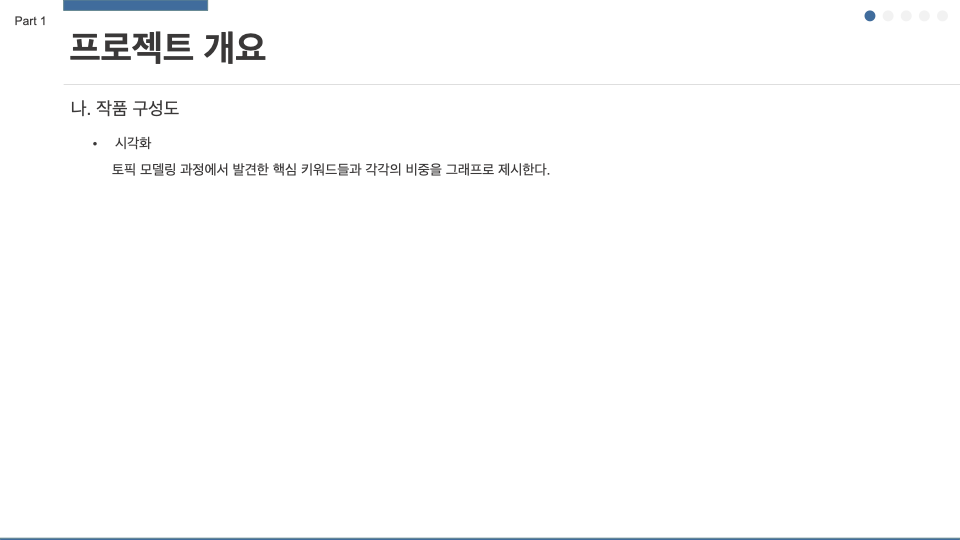 Part 1
프로젝트 개요
나. 작품 구성도
• 시각화
토픽 모델링 과정에서 발견한 핵심 키워드들과 각각의 비중을 그래프로 제시한다.